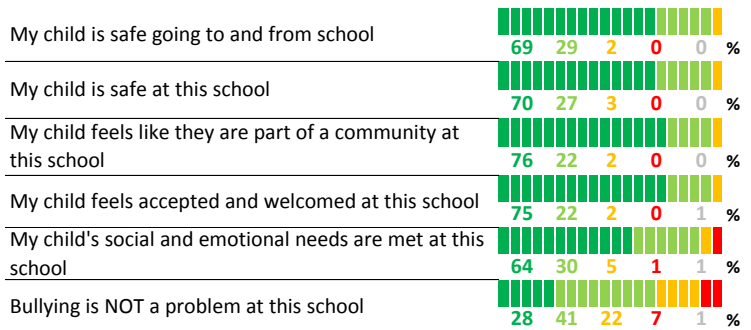 My child is safe going to and from school
69 29 2 0 0 %
My child is safe at this school
70 27 3 0 0 %
My child feels like they are part of a community at
this school
76 22 2 0 0 %
My child feels accepted and welcomed at this school
75 22 2 0 1 %
My child's social and emotional needs are met at this
school
64 30 5 1 1 %
Bullying is NOT a problem at this school
28 41 22 7 1 %